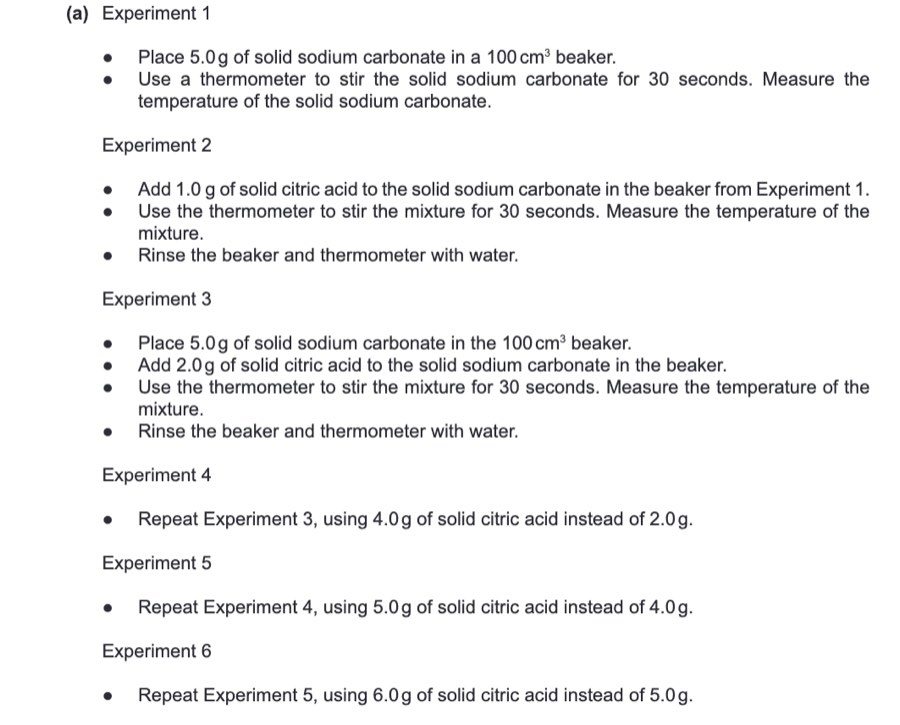 (a) Experiment 1
• Place 5.0 g of solid sodium carbonate in a 100 cm³ beaker.
• Use a thermometer to stir the solid sodium carbonate for 30 seconds. Measure the
temperature of the solid sodium carbonate.
Experiment 2
• Add 1.0 g of solid citric acid to the solid sodium carbonate in the beaker from Experiment 1.
• Use the thermometer to stir the mixture for 30 seconds. Measure the temperature of the
mixture.
• Rinse the beaker and thermometer with water.
Experiment 3
• Place 5.0 g of solid sodium carbonate in the 100 cm³ beaker.
• Add 2.0 g of solid citric acid to the solid sodium carbonate in the beaker.
• Use the thermometer to stir the mixture for 30 seconds. Measure the temperature of the
mixture.
• Rinse the beaker and thermometer with water.
Experiment 4
• Repeat Experiment 3, using 4.0 g of solid citric acid instead of 2.0 g.
Experiment 5
• Repeat Experiment 4, using 5.0 g of solid citric acid instead of 4.0 g.
Experiment 6
• Repeat Experiment 5, using 6.0 g of solid citric acid instead of 5.0 g.